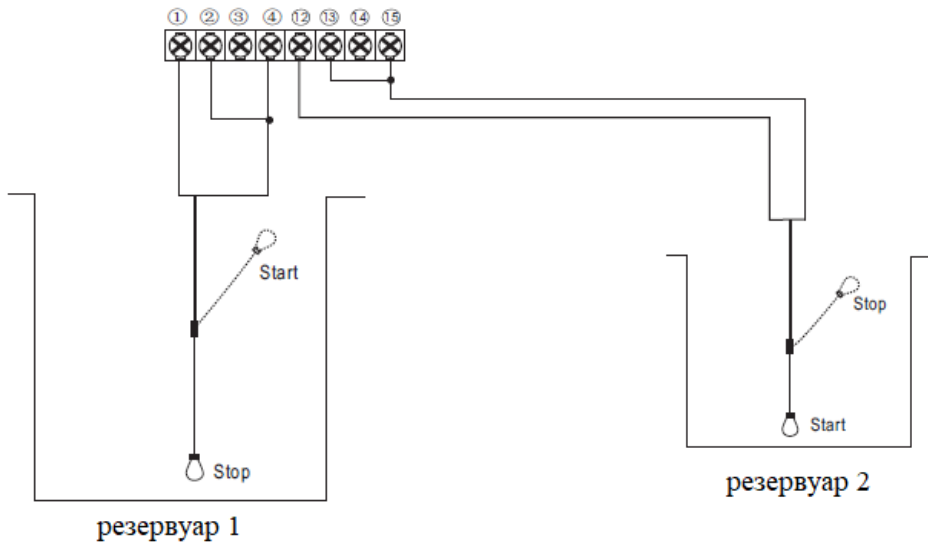 ① ② ③ ④ ⑫ ⑬ ⑭ ⑮
Start
Stop
Stop
Start
резервуар 1
резервуар 2